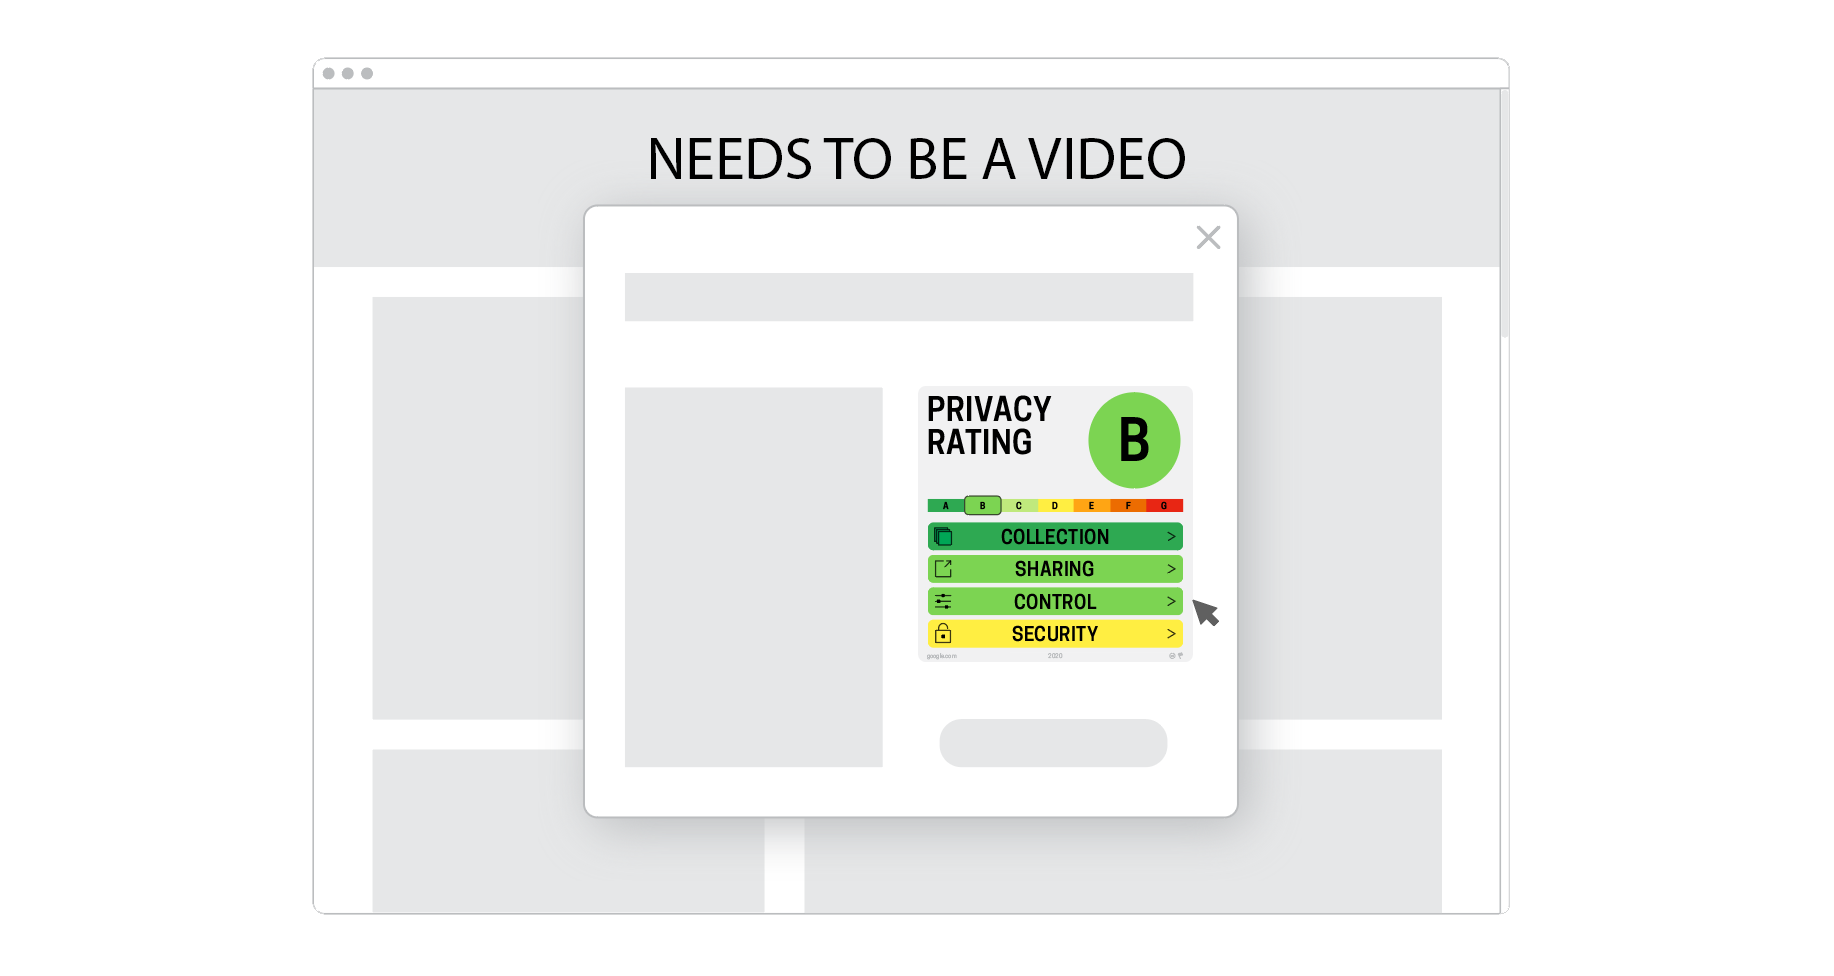 NEEDS TO BE A VIDEO
PRIVACY
RATING
B
A B C D E F G
COLLECTION >
SHARING >
CONTROL >
SECURITY >
google.com 2020